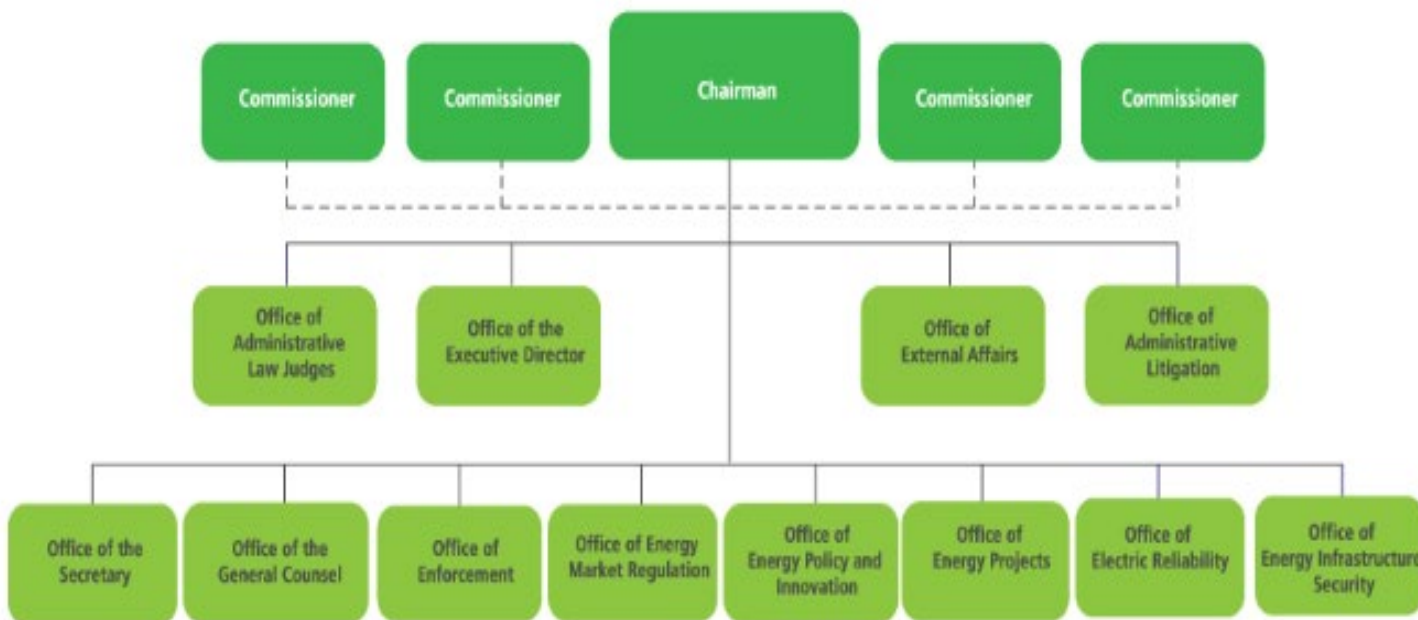 Commissioner
Commissioner
Chairman
Commissioner
Commissioner
Office of
Administrative
Law Judges
Office of the
Executive Director
Office of
External Affairs
Office of
Administrative
Litigation
Office of the
Secretary
Office of the
General Counsel
Office of
Enforcement
Office of Energy
Market Regulation
Office of
Energy Policy and
Innovation
Office of
Energy Projects
Office of
Electric Reliability
Office of
Energy Infrastructure
Security